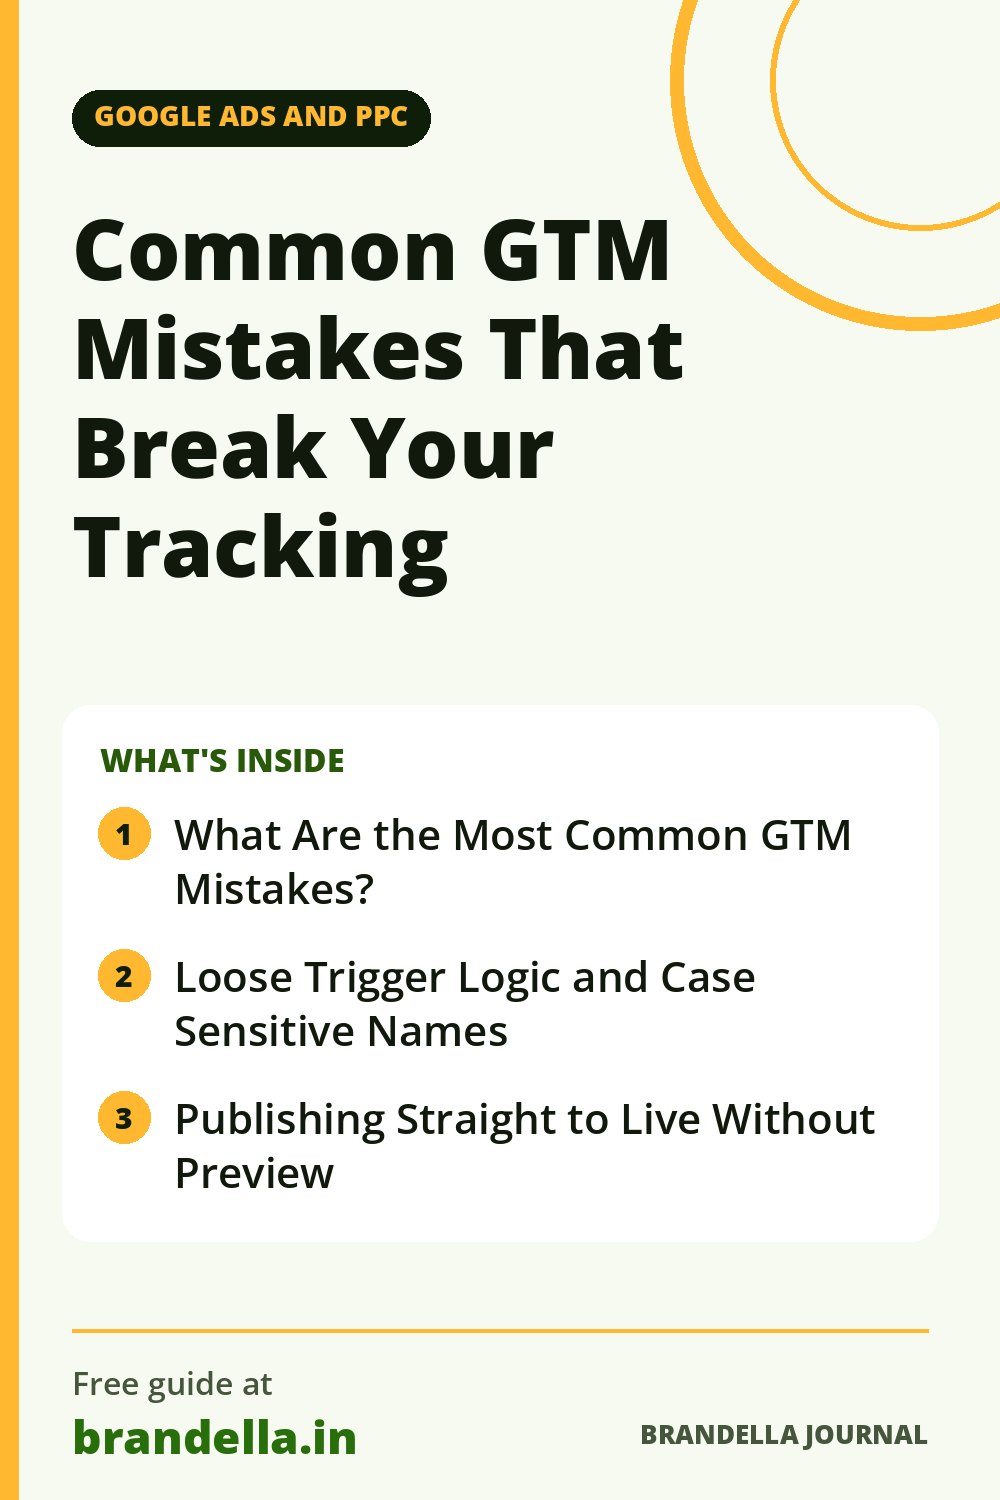 GOOGLE ADS AND PPC
Common GTM
Mistakes That
Break Your
Tracking
WHAT'S INSIDE
1 What Are the Most Common GTM
Mistakes?
2 Loose Trigger Logic and Case
Sensitive Names
3 Publishing Straight to Live Without
Preview
Free guide at
brandella.in
BRANDELLA JOURNAL